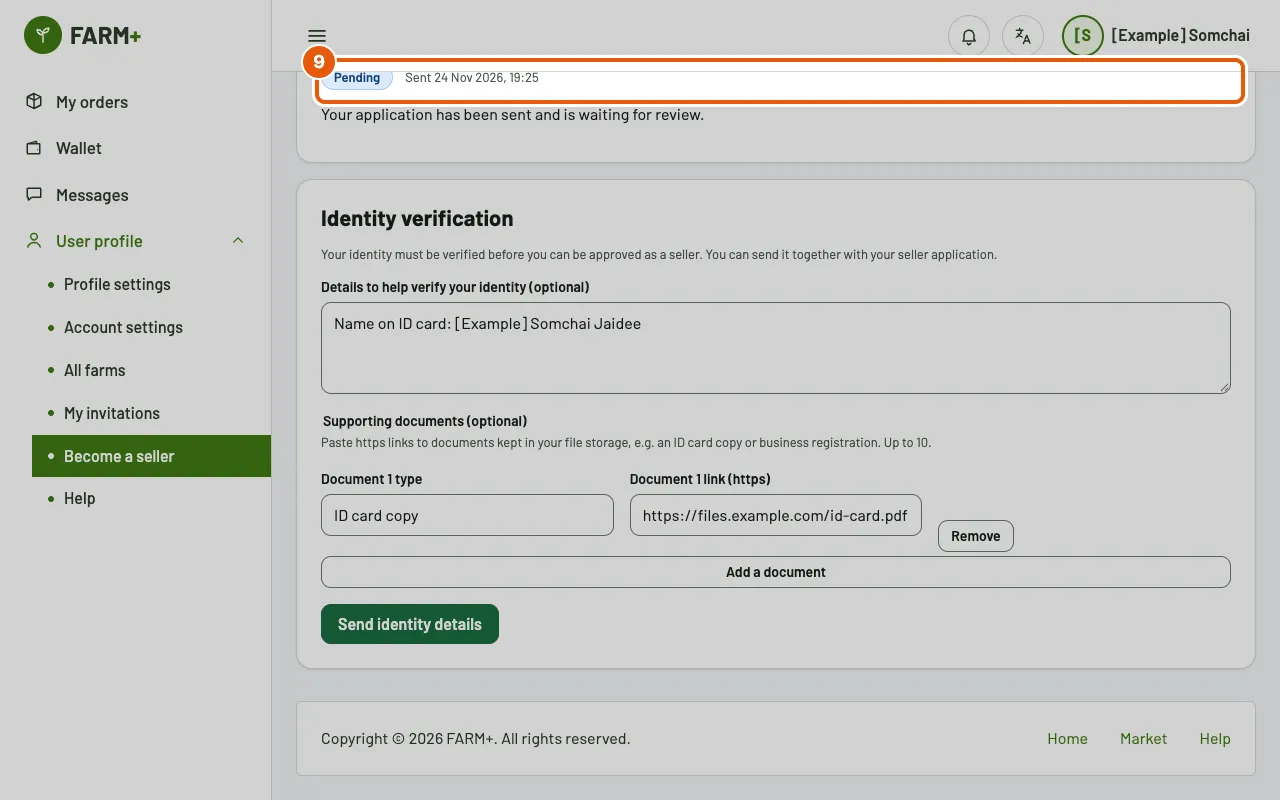 FARM+
[S
[Example] Somchai
9
Pending
Sent 24 Nov 2026, 19:25
Your application has been sent and is waiting for review.
My orders
Wallet
Messages
User profile
Profile settings
Account settings
All farms
My invitations
Become a seller
Help
Identity verification
Your identity must be verified before you can be approved as a seller. You can send it together with your seller application.
Details to help verify your identity (optional)
Name on ID card: [Example] Somchai Jaidee
Supporting documents (optional)
Paste https links to documents kept in your file storage, e.g. an ID card copy or business registration. Up to 10.
Document 1 type
Document 1 link (https)
ID card copy
https://files.example.com/id-card.pdf
Remove
Add a document
Send identity details
Copyright © 2026 FARM+. All rights reserved.
Home
Market
Help